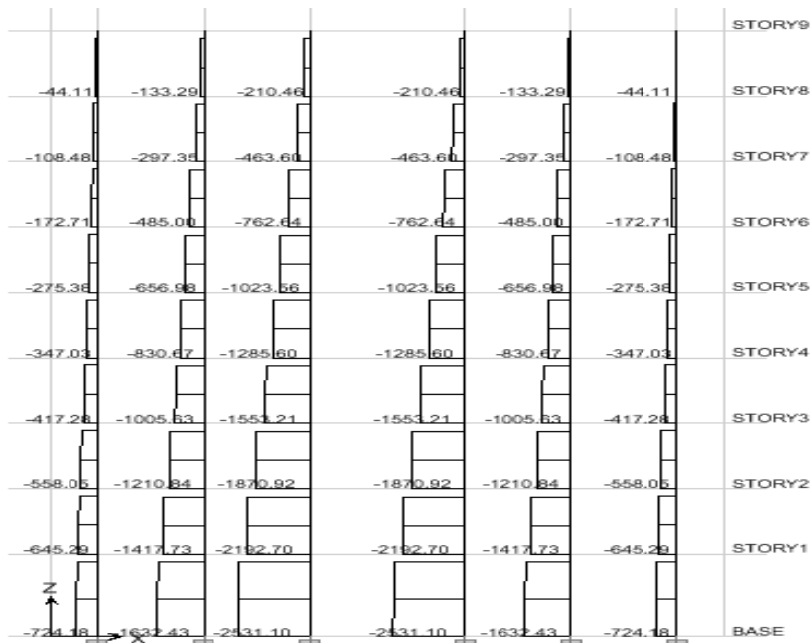 STORY9
-44.11 -133.29 -210.46 -210.46 -133.29 -44.11 STORY8
-108.48 -297.35 -463.60 -463.60 -297.35 -108.48 STORY7
-172.71 -485.00 -762.64 -762.64 -485.00 -172.71 STORY6
-275.38 -656.98 -1023.56 -1023.56 -656.98 -275.38 STORY5
-347.03 -830.67 -1285.60 -1285.60 -830.67 -347.03 STORY4
-417.28 -1005.63 -1553.21 -1553.21 -1005.63 -417.28 STORY3
-558.05 -1210.84 -1870.92 -1870.92 -1210.84 -558.05 STORY2
-645.29 -1417.73 -2192.70 -2192.70 -1417.73 -645.29 STORY1
Z
-724.18 X -1632.43 -2531.10 -2531.10 -1632.43 -724.18 BASE